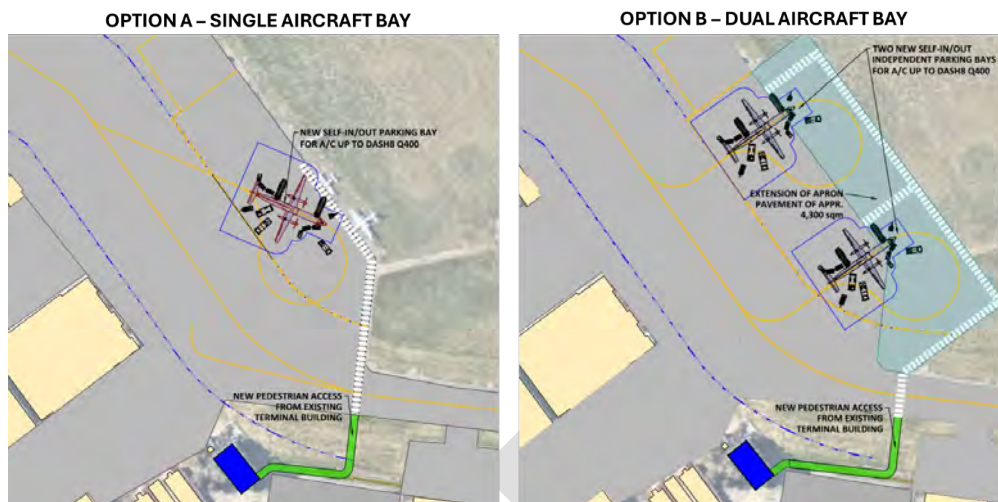 OPTION A – SINGLE AIRCRAFT BAY
NEW SELF-IN/OUT PARKING BAY
FOR A/C UP TO DASH8 Q400
NEW PEDESTRIAN ACCESS
FROM EXISTING
TERMINAL BUILDING
OPTION B – DUAL AIRCRAFT BAY
TWO NEW SELF-IN/OUT
INDEPENDENT PARKING BAYS
FOR A/C UP TO DASH8 Q400
EXTENSION OF APRON
PAVEMENT OF APPR.
4,300 sqm
NEW PEDESTRIAN ACCESS
FROM EXISTING
TERMINAL BUILDING